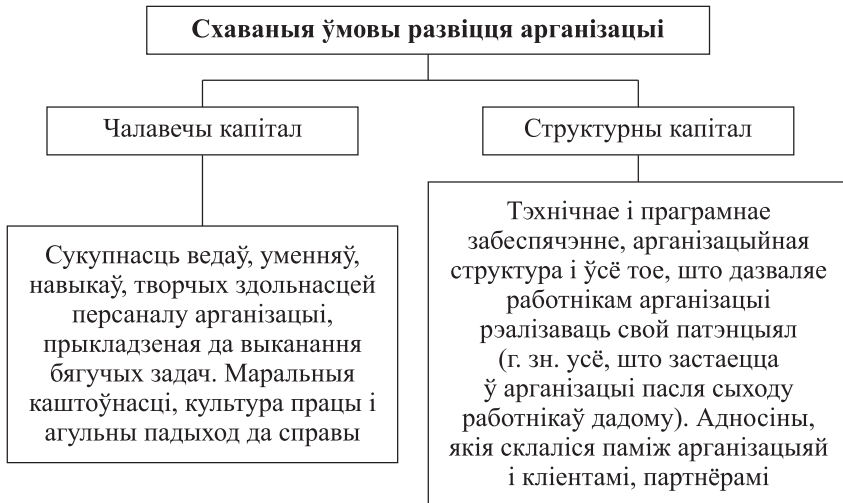 Схаваныя ўмовы развіцця арганізацыі
Чалавечы капітал
Структурны капітал
Сукупнасць ведаў, уменняў,
навыкаў, творчых здольнасцей
персаналу арганізацыі,
прыкладзеная да выканання
бягучых задач. Маральныя
каштоўнасці, культура працы і
агульны падыход да справы
Тэхнічнае і праграмнае
забеспячэнне, арганізацыйная
структура і ўсё тое, што дазваляе
работнікам арганізацыі
рэалізаваць свой патэнцыял
(г. зн. усё, што застаецца
ў арганізацыі пасля сыходу
работнікаў дадому). Адносіны,
якія склаліся паміж арганізацыяй
і кліентамі, партнёрамі